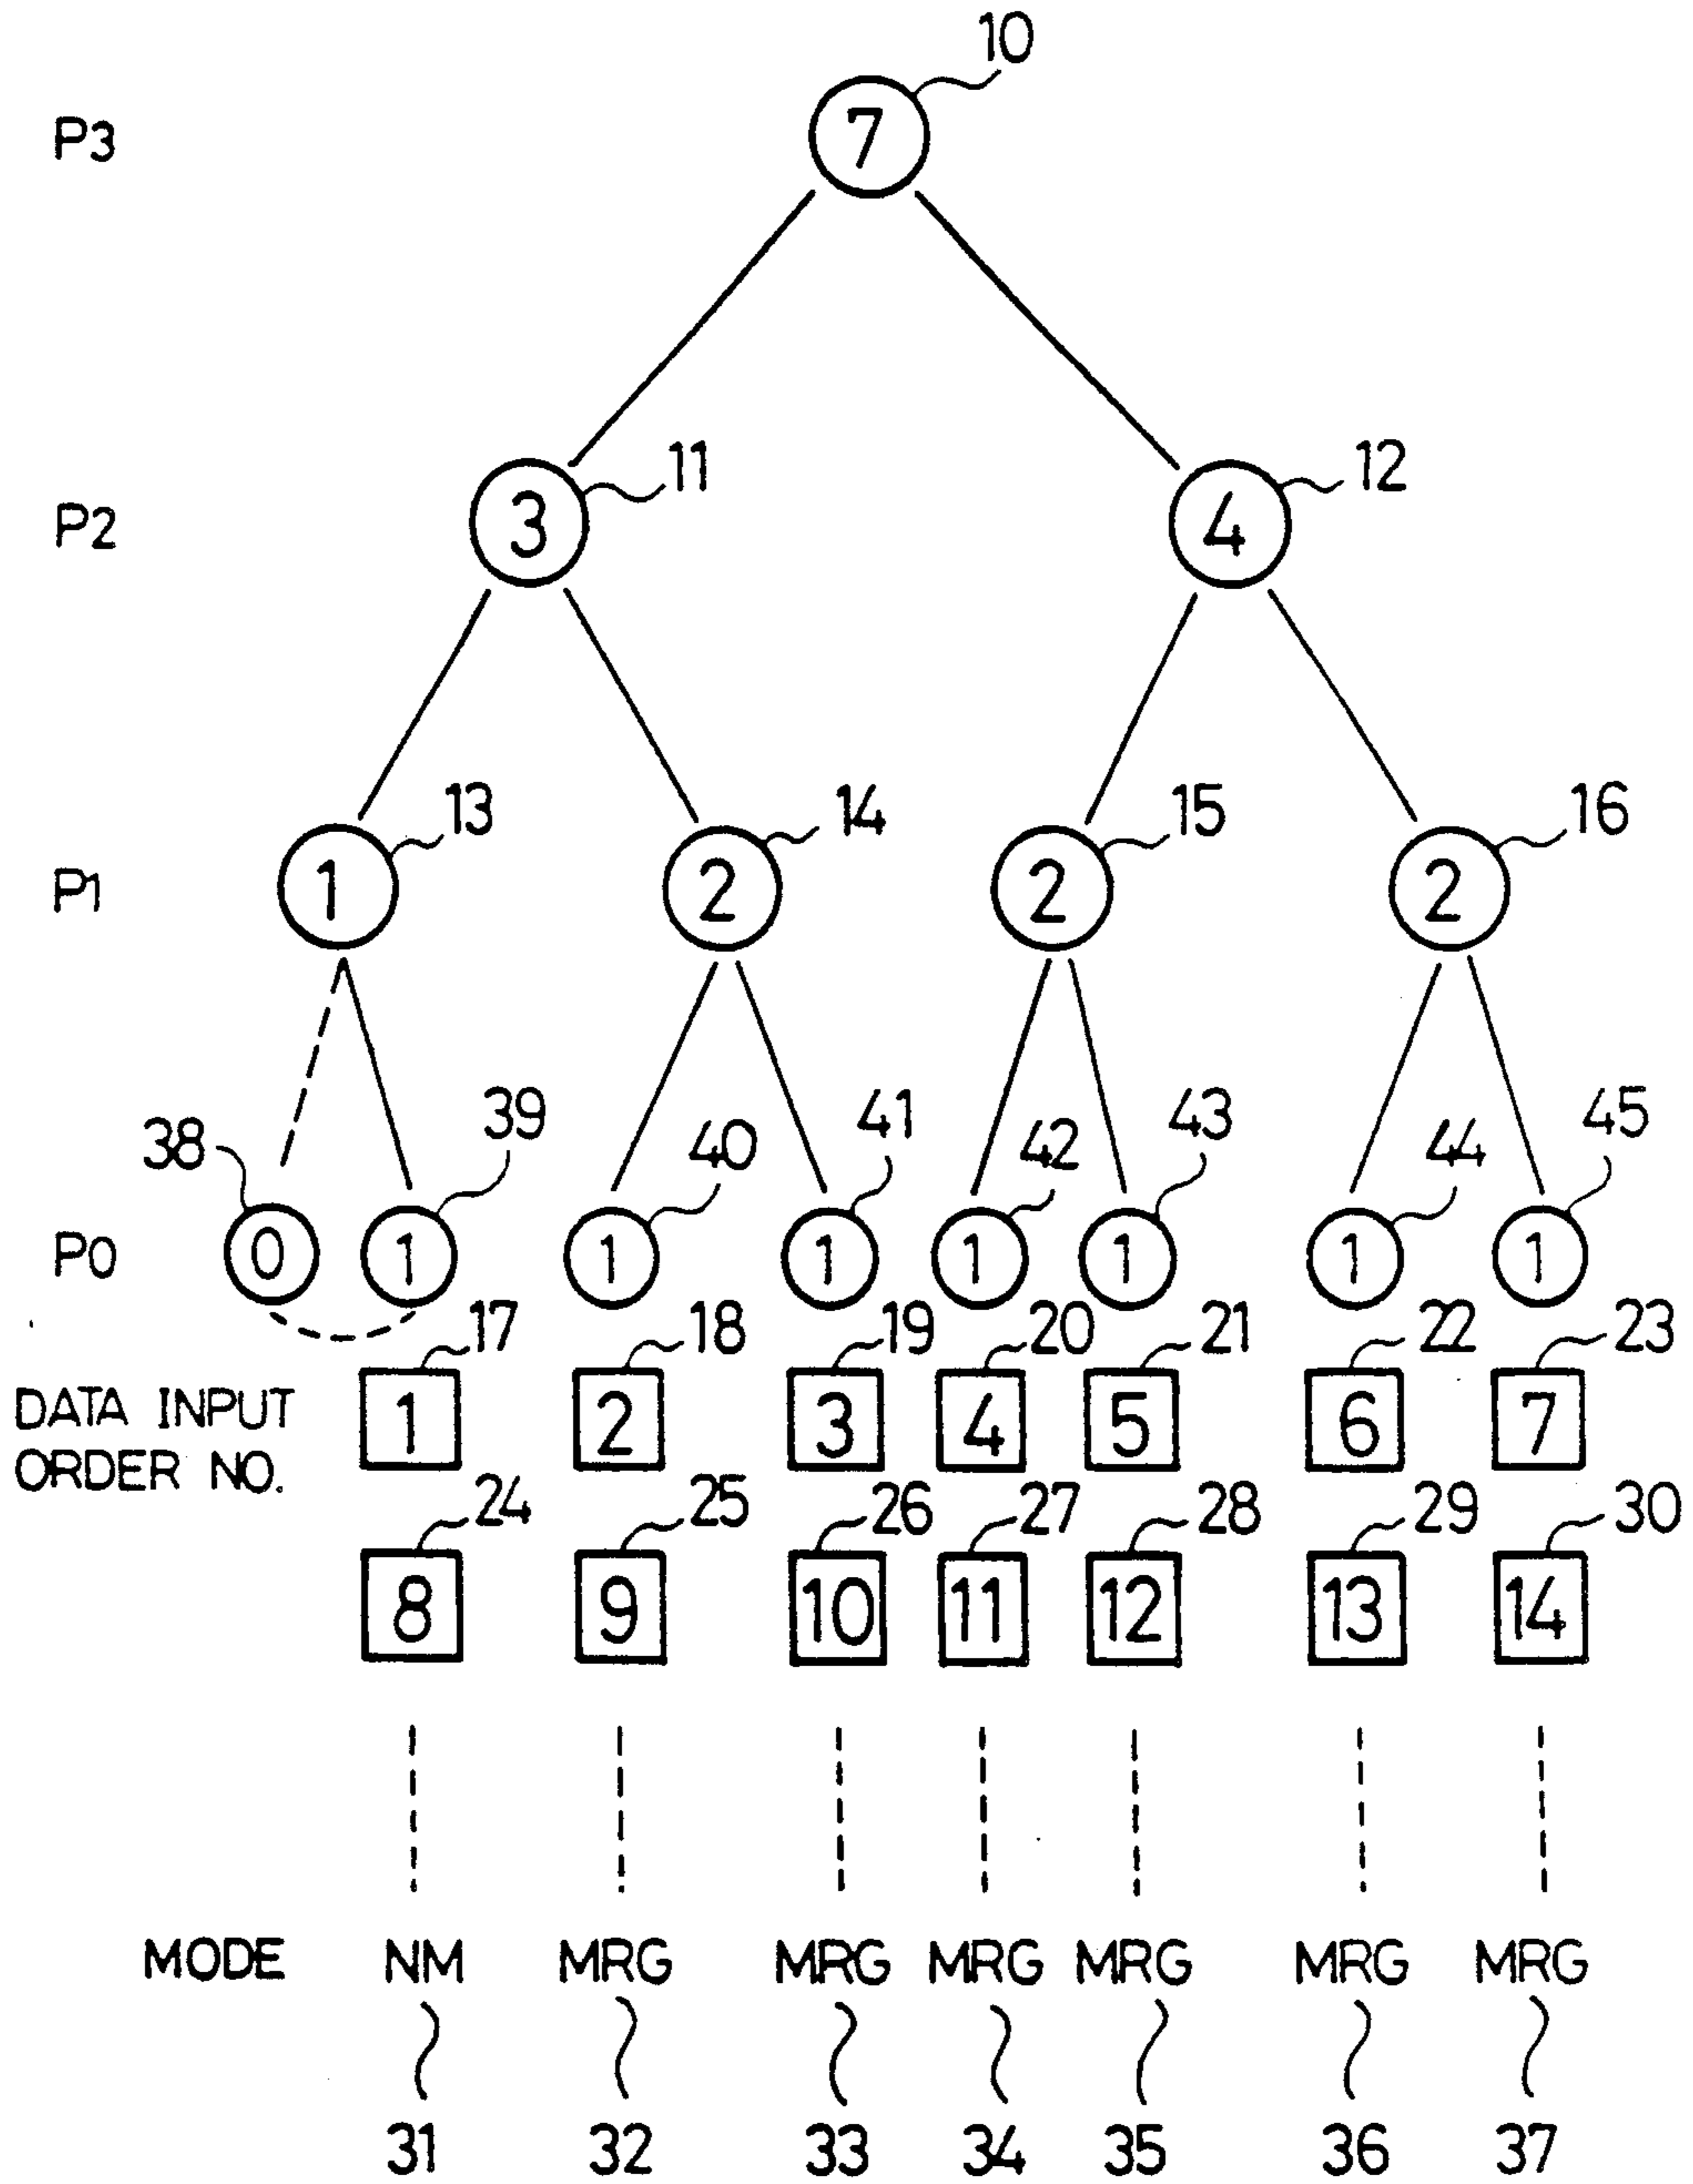 10
P3 7
11 12
P2 3 4
13 14 15 16
P1 1 2 2 2
38 39 40 41 42 43 44 45
P0 0 1 1 1 1 1 1 1
17 18 19 20 21 22 23
DATA INPUT
ORDER NO.
1 2 3 4 5 6 7
24 25 26 27 28 29 30
8 9 10 11 12 13 14
MODE NM MRG MRG MRG MRG MRG MRG
31 32 33 34 35 36 37